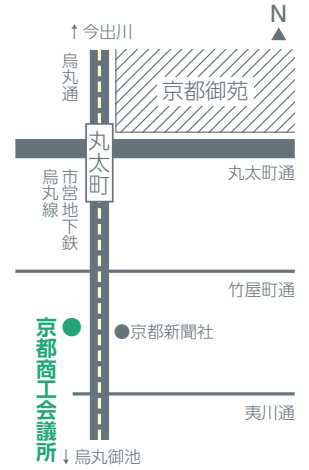 N
↑今出川
烏丸通
京都御苑
丸太町
丸太町通
市営地下鉄
烏丸線
竹屋町通
京都新聞社
京都商工会議所
夷川通
↓烏丸御池